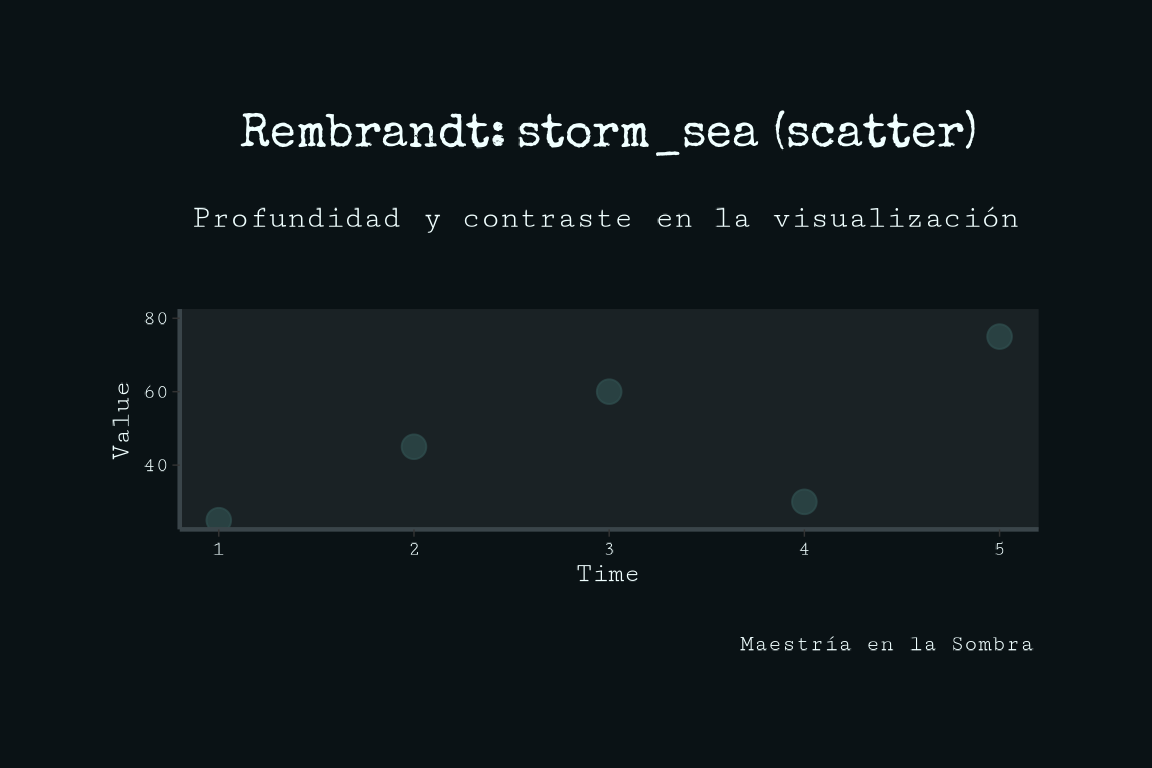 Rembrandt: storm_sea (scatter)
Profundidad y contraste en la visualización
80
60
40
Value
1 2 3 4 5
Time
Maestría en la Sombra